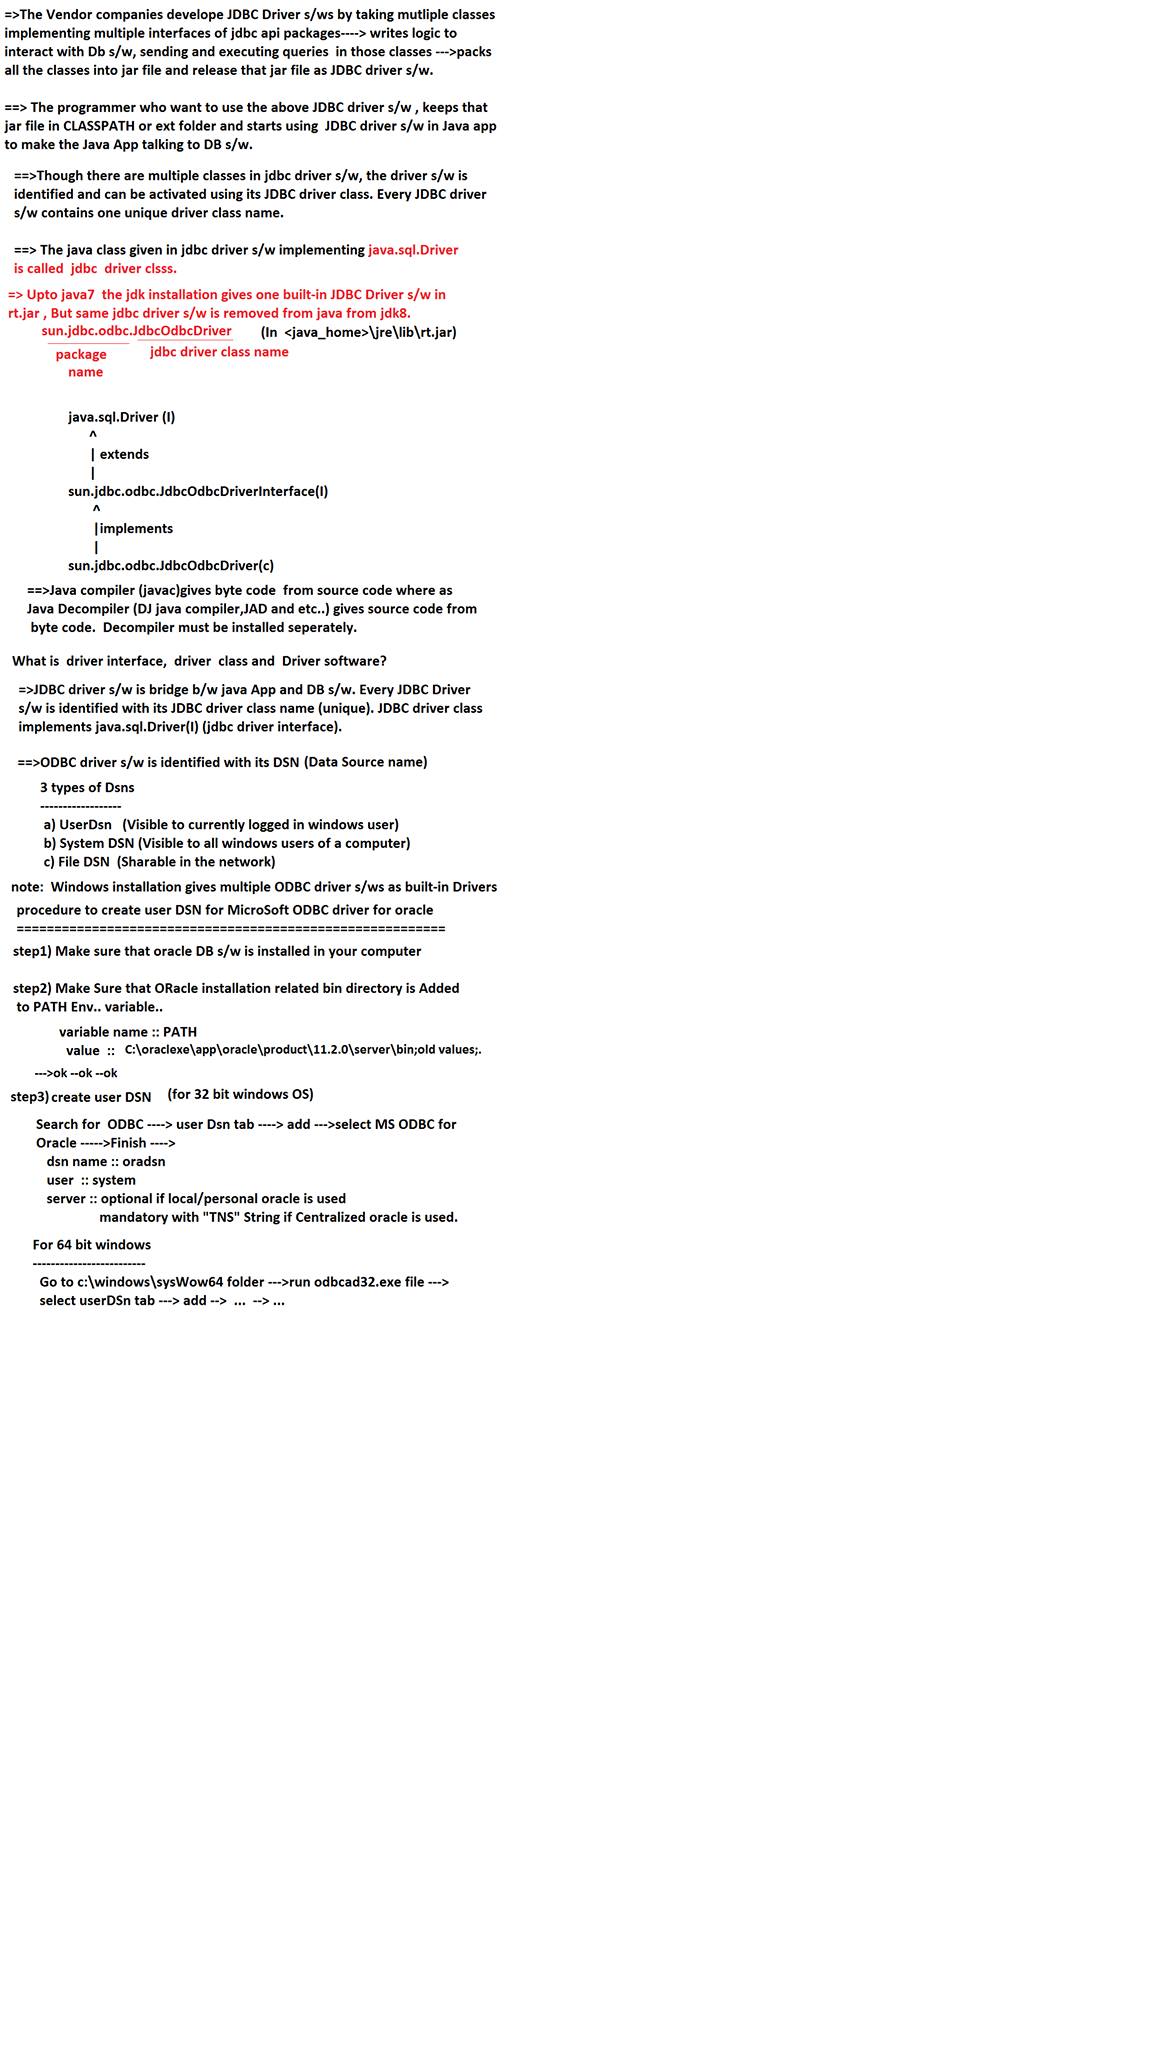 =>The Vendor companies develope JDBC Driver s/ws by taking mutliple classes
implementing multiple interfaces of jdbc api packages----> writes logic to
interact with Db s/w, sending and executing queries  in those classes --->packs
all the classes into jar file and release that jar file as JDBC driver s/w.
==> The programmer who want to use the above JDBC driver s/w , keeps that
jar file in CLASSPATH or ext folder and starts using  JDBC driver s/w in Java app
to make the Java App talking to DB s/w.
==>Though there are multiple classes in jdbc driver s/w, the driver s/w is
identified and can be activated using its JDBC driver class. Every JDBC driver
s/w contains one unique driver class name.
==> The java class given in jdbc driver s/w implementing java.sql.Driver
is called  jdbc  driver clsss.
=> Upto java7  the jdk installation gives one built-in JDBC Driver s/w in
rt.jar , But same jdbc driver s/w is removed from java from jdk8.
sun.jdbc.odbc.JdbcOdbcDriver (In  <java_home>\jre\lib\rt.jar)
package jdbc driver class name
name
java.sql.Driver (I)
^
| extends
|
sun.jdbc.odbc.JdbcOdbcDriverInterface(I)
^
|implements
|
sun.jdbc.odbc.JdbcOdbcDriver(c)
==>Java compiler (javac)gives byte code  from source code where as
Java Decompiler (DJ java compiler,JAD and etc..) gives source code from
byte code.  Decompiler must be installed seperately.
What is  driver interface,  driver  class and  Driver software?
=>JDBC driver s/w is bridge b/w java App and DB s/w. Every JDBC Driver
s/w is identified with its JDBC driver class name (unique). JDBC driver class
implements java.sql.Driver(I) (jdbc driver interface).
==>ODBC driver s/w is identified with its DSN (Data Source name)
3 types of Dsns
------------------
a) UserDsn   (Visible to currently logged in windows user)
b) System DSN (Visible to all windows users of a computer)
c) File DSN  (Sharable in the network)
note:  Windows installation gives multiple ODBC driver s/ws as built-in Drivers
procedure to create user DSN for MicroSoft ODBC driver for oracle
=========================================================
step1) Make sure that oracle DB s/w is installed in your computer
step2) Make Sure that ORacle installation related bin directory is Added
to PATH Env.. variable..
variable name :: PATH
value  ::   C:\oraclexe\app\oracle\product\11.2.0\server\bin;old values;.
--->ok --ok --ok
step3) create user DSN    (for 32 bit windows OS)
Search for  ODBC ----> user Dsn tab ----> add --->select MS ODBC for
Oracle ----->Finish ---->
dsn name :: oradsn
user  :: system
server :: optional if local/personal oracle is used
mandatory with "TNS" String if Centralized oracle is used.
For 64 bit windows
-------------------------
Go to c:\windows\sysWow64 folder --->run odbcad32.exe file --->
select userDSn tab ---> add -->  ...  --> ...